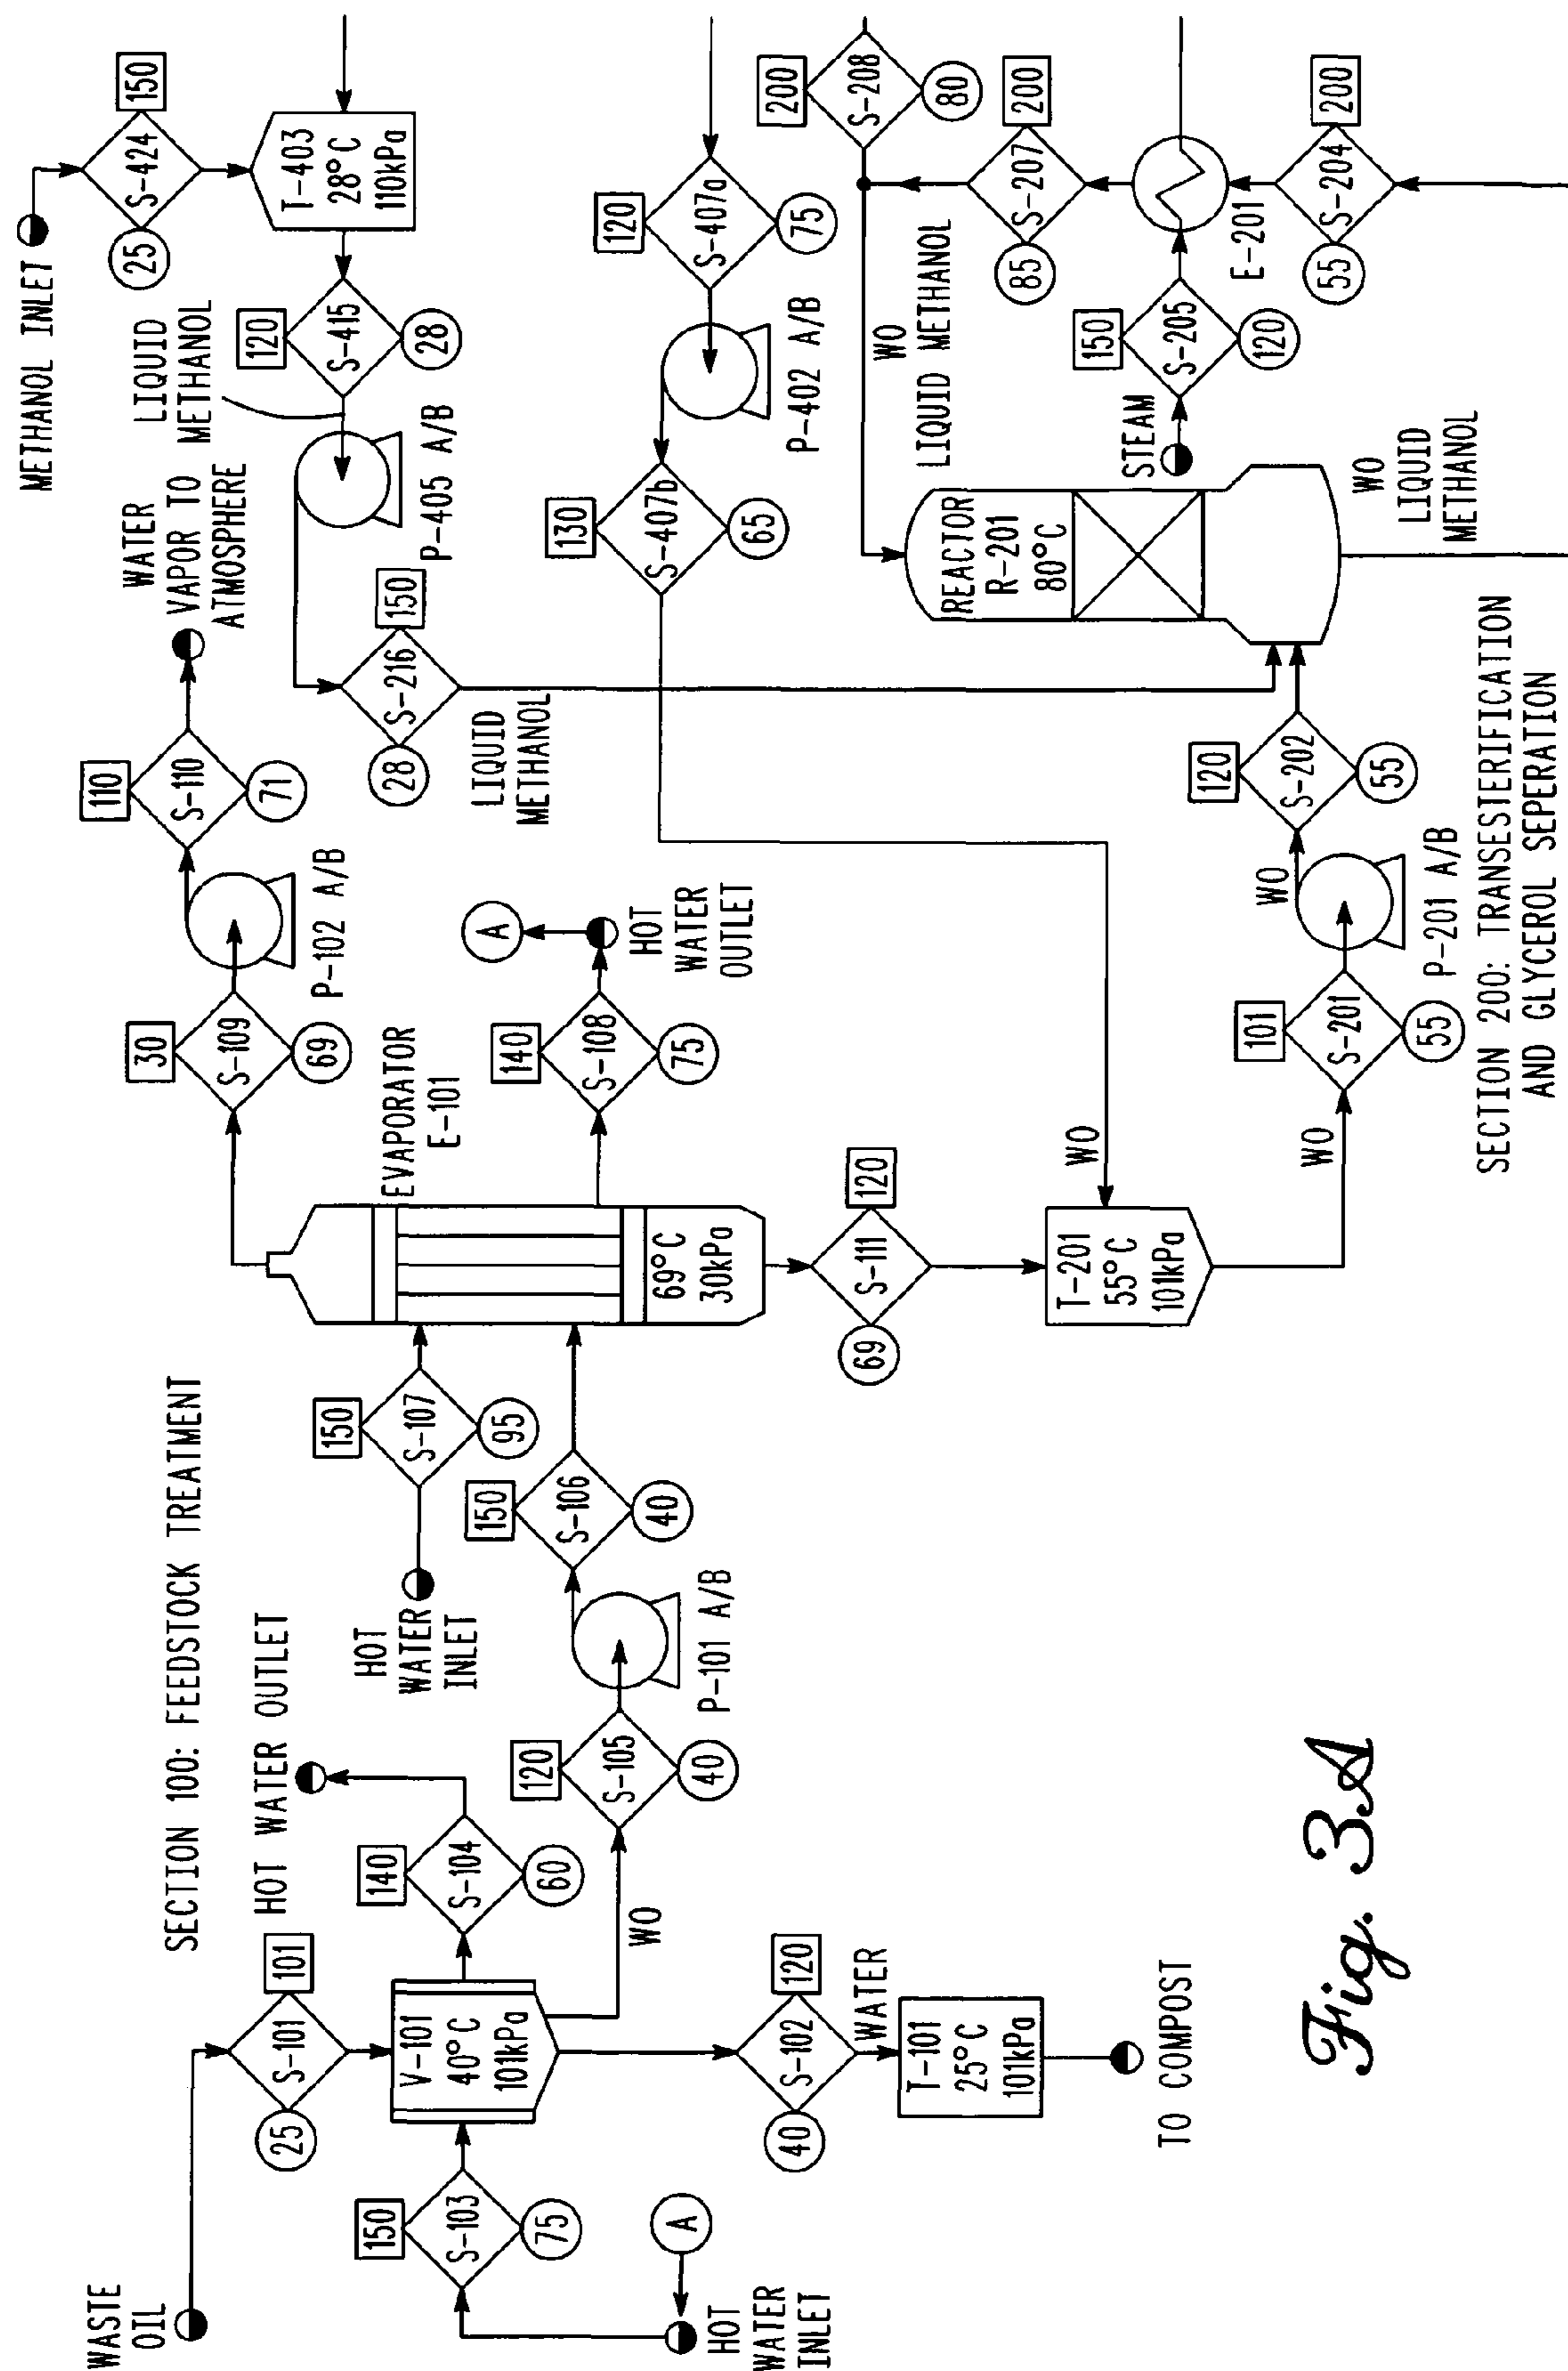 SECTION 100: FEEDSTOCK TREATMENT
WASTE
OIL
101
S-101
25
V-101
40°C
101kPa
150
S-103
75
A
HOT
WATER
INLET
140
S-104
60
HOT WATER OUTLET
WO
120
S-105
40
P-101 A/B
150
S-106
40
120
S-102
40
WATER
T-101
25°C
101kPa
TO COMPOST
HOT
WATER
INLET
150
S-107
95
EVAPORATOR
E-101
69°C
30kPa
30
S-109
69
P-102 A/B
110
S-110
71
WATER
VAPOR TO
ATMOSPHERE
140
S-108
75
A
HOT
WATER
OUTLET
120
S-111
69
T-201
55°C
101kPa
WO
WO
101
S-201
55
P-201 A/B
WO
120
S-202
55
SECTION 200: TRANSESTERIFICATION
AND GLYCEROL SEPERATION
METHANOL INLET
150
S-424
25
T-403
28°C
110kPa
120
S-415
28
LIQUID
METHANOL
P-405 A/B
150
S-216
28
LIQUID
METHANOL
120
S-407a
75
P-402 A/B
130
S-407b
65
REACTOR
R-201
80°C
WO
LIQUID METHANOL
200
S-208
80
200
S-207
85
E-201
STEAM
150
S-205
120
200
S-204
55
WO
LIQUID
METHANOL
Fig. 3A